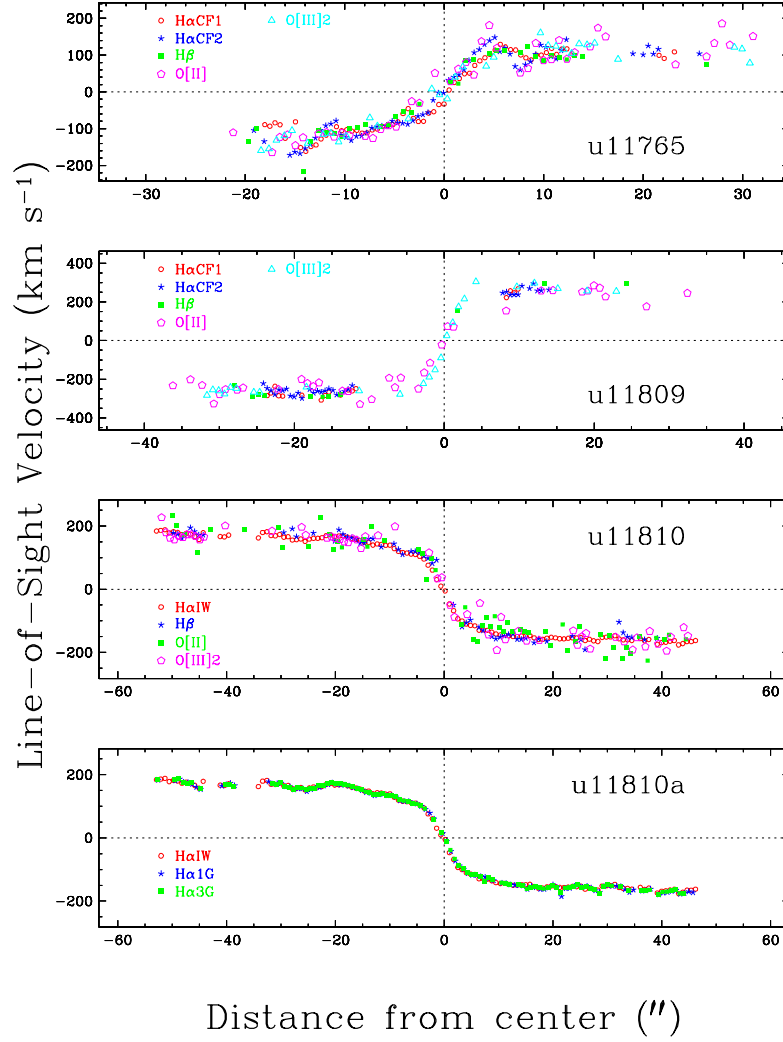 Line−of−Sight Velocity (km s−1)
HαCF1
HαCF2
Hβ
O[II]
O[III]2
u11765
200
100
0
−100
−200
−30 −20 −10 0 10 20 30
HαCF1
HαCF2
Hβ
O[II]
O[III]2
u11809
400
200
0
−200
−400
−40 −20 0 20 40
u11810
HαIW
Hβ
O[II]
O[III]2
200
0
−200
−60 −40 −20 0 20 40 60
u11810a
HαIW
Hα1G
Hα3G
200
0
−200
−60 −40 −20 0 20 40 60
Distance from center (″)